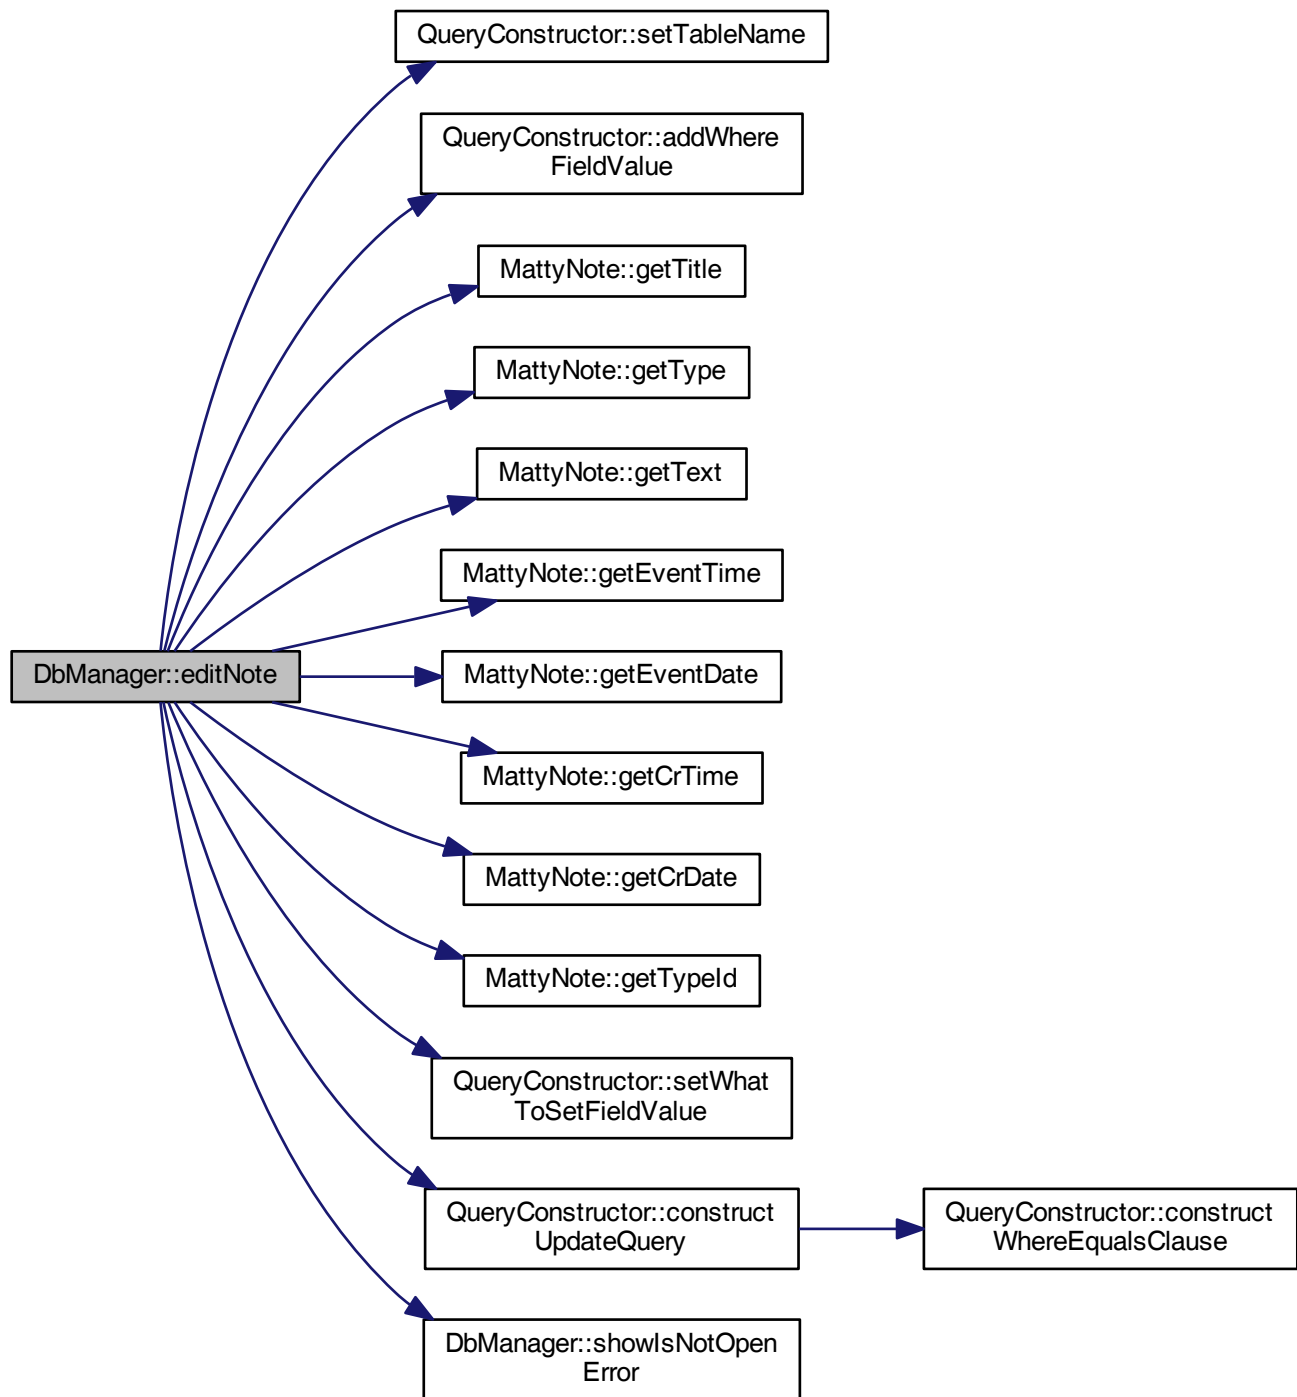 QueryConstructor::setTableName
QueryConstructor::addWhere
FieldValue
MattyNote::getTitle
MattyNote::getType
MattyNote::getText
MattyNote::getEventTime
DbManager::editNote
MattyNote::getEventDate
MattyNote::getCrTime
MattyNote::getCrDate
MattyNote::getTypeId
QueryConstructor::setWhat
ToSetFieldValue
QueryConstructor::construct
UpdateQuery
QueryConstructor::construct
WhereEqualsClause
DbManager::showIsNotOpen
Error